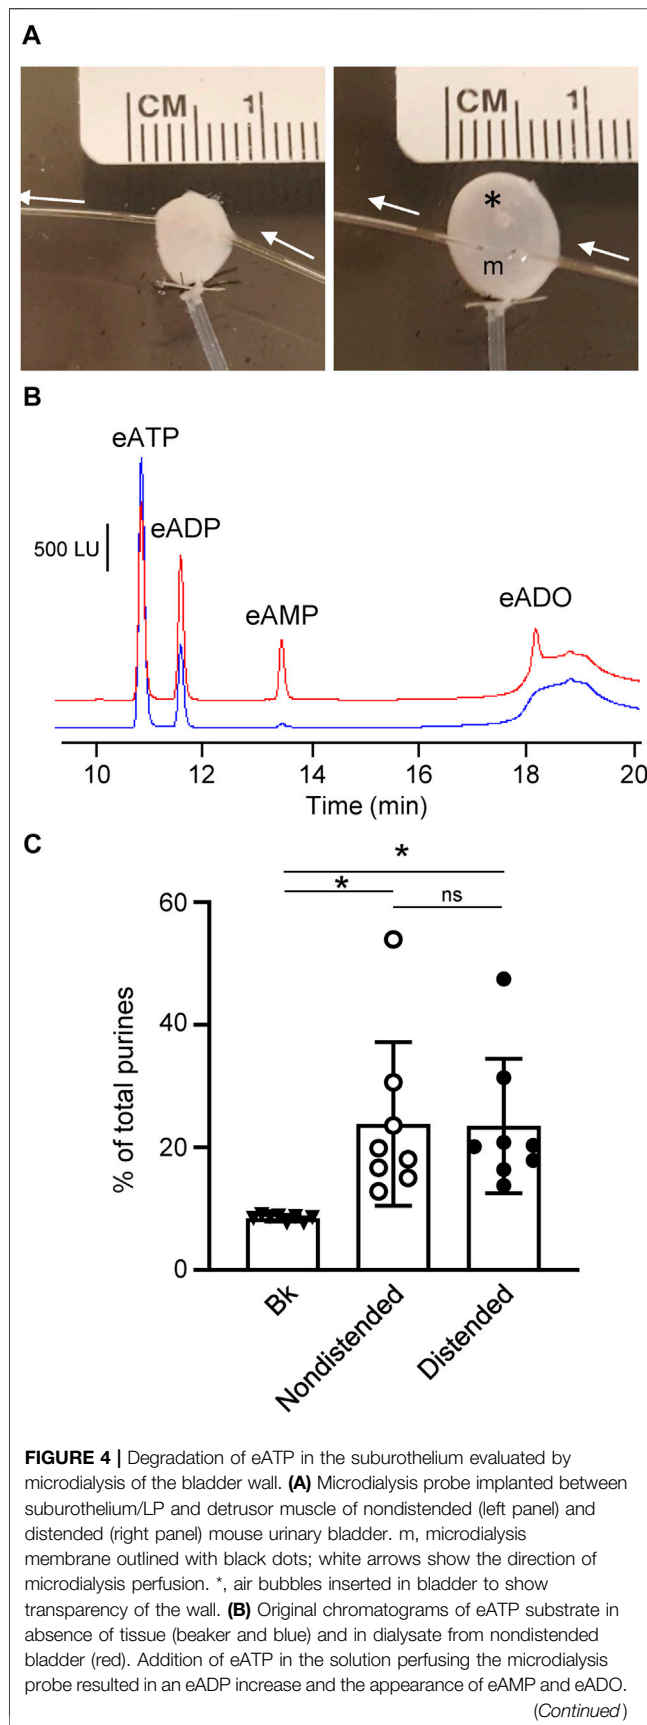 A
CM 1
CM 1
*
m
B
eATP
500 LU
eADP
eAMP
eADO
10 12 14 16 18 20
Time (min)
C
*
*
ns
60
40
20
0
% of total purines
Bk
Nondistended
Distended
FIGURE 4 | Degradation of eATP in the suburothelium evaluated by
microdialysis of the bladder wall. (A) Microdialysis probe implanted between
suburothelium/LP and detrusor muscle of nondistended (left panel) and
distended (right panel) mouse urinary bladder. m, microdialysis
membrane outlined with black dots; white arrows show the direction of
microdialysis perfusion. *, air bubbles inserted in bladder to show
transparency of the wall. (B) Original chromatograms of eATP substrate in
absence of tissue (beaker and blue) and in dialysate from nondistended
bladder (red). Addition of eATP in the solution perfusing the microdialysis
probe resulted in an eADP increase and the appearance of eAMP and eADO.
(Continued)